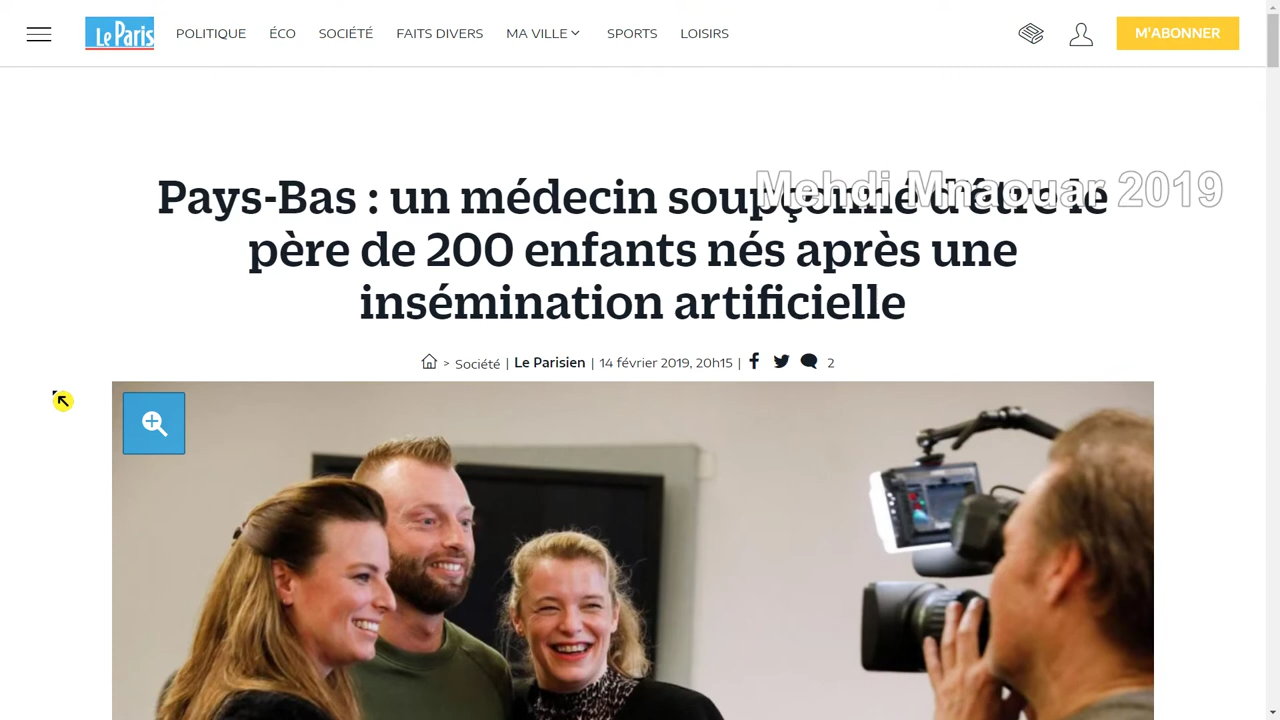 Le Paris
POLITIQUE ÉCO SOCIÉTÉ FAITS DIVERS MA VILLE SPORTS LOISIRS
M'ABONNER
Mehdi Mnaouar 2019
Pays-Bas : un médecin soupçonné d'être le
père de 200 enfants nés après une
insémination artificielle
> Société | Le Parisien | 14 février 2019, 20h15 | 2